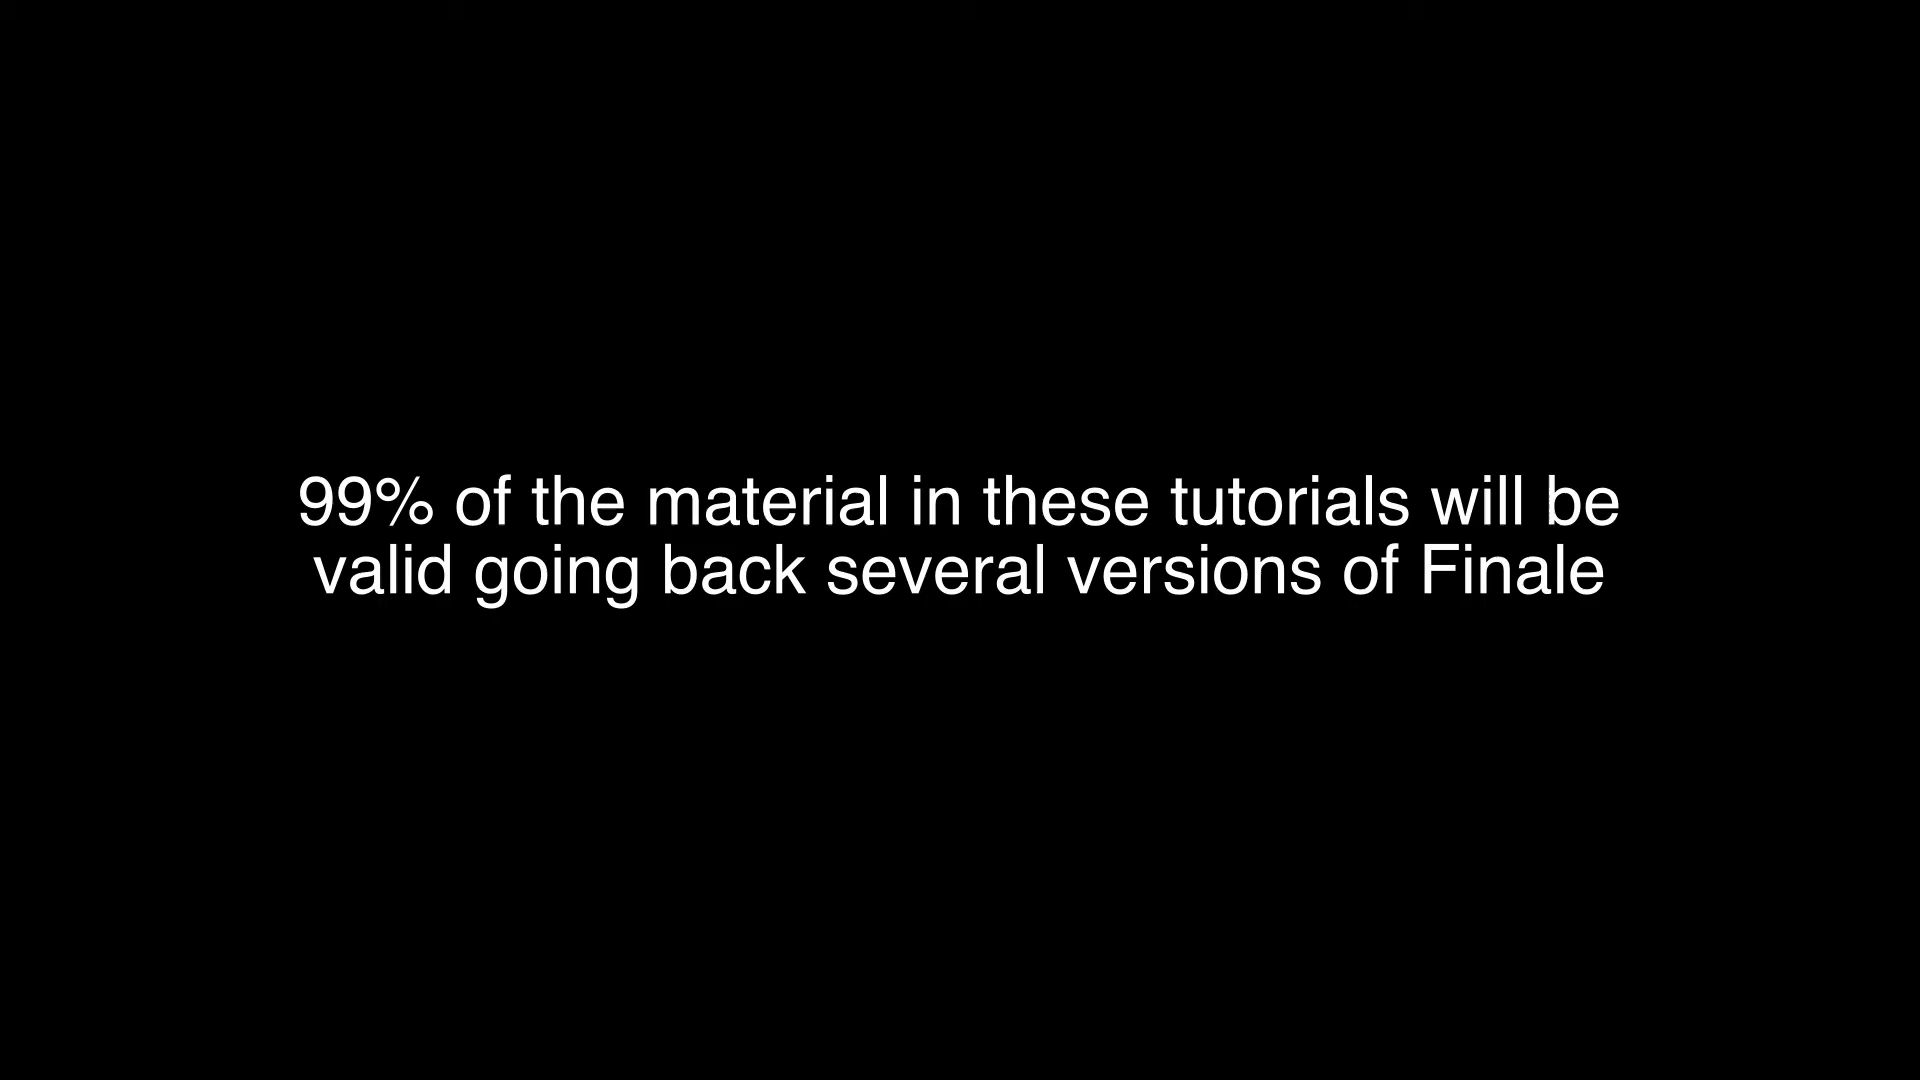 99% of the material in these tutorials will be
valid going back several versions of Finale